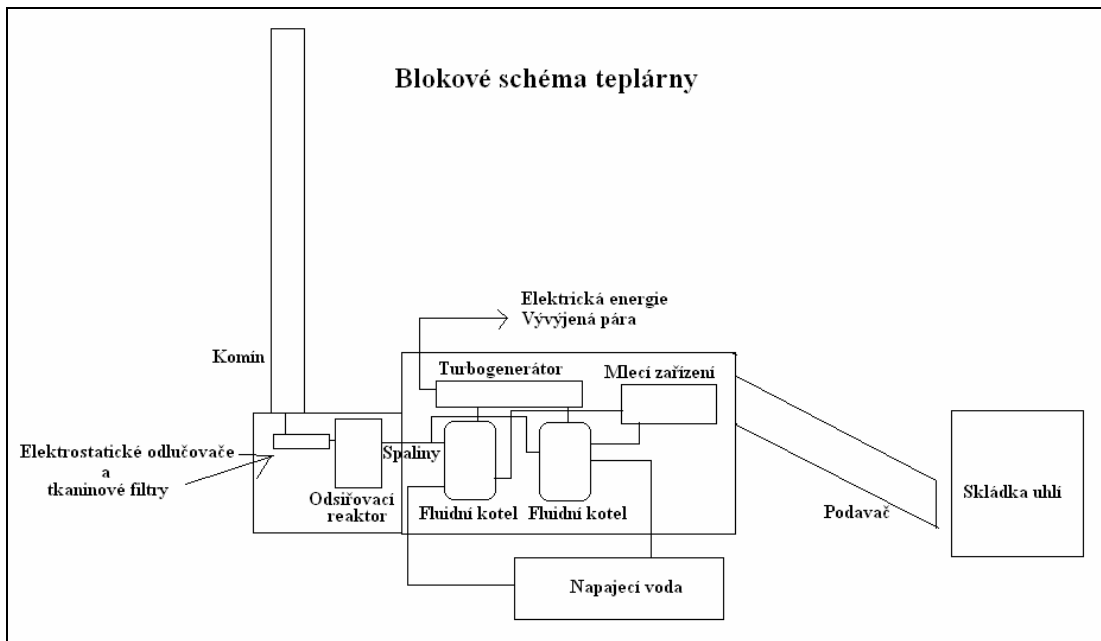 Blokové schéma teplárny
Elektrická energie
Vývýjená pára
Komín
Turbogenerátor
Mlecí zařízení
Elektrostatické odlučovače
a
tkaninové filtry
Spaliny
Odsiřovací
reaktor
Fluidní kotel
Fluidní kotel
Podavač
Skládka uhlí
Napajecí voda